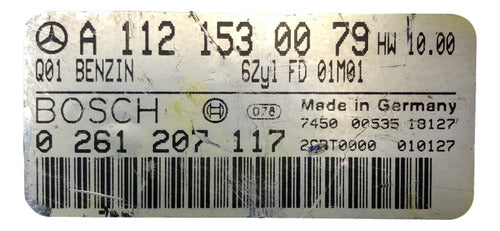 A 112 153 00 79 HW 10.00
Q01 BENZIN 6Zyl FD 01M01
BOSCH 078 Made in Germany
7450 00535 18127
0 261 207 117 010127